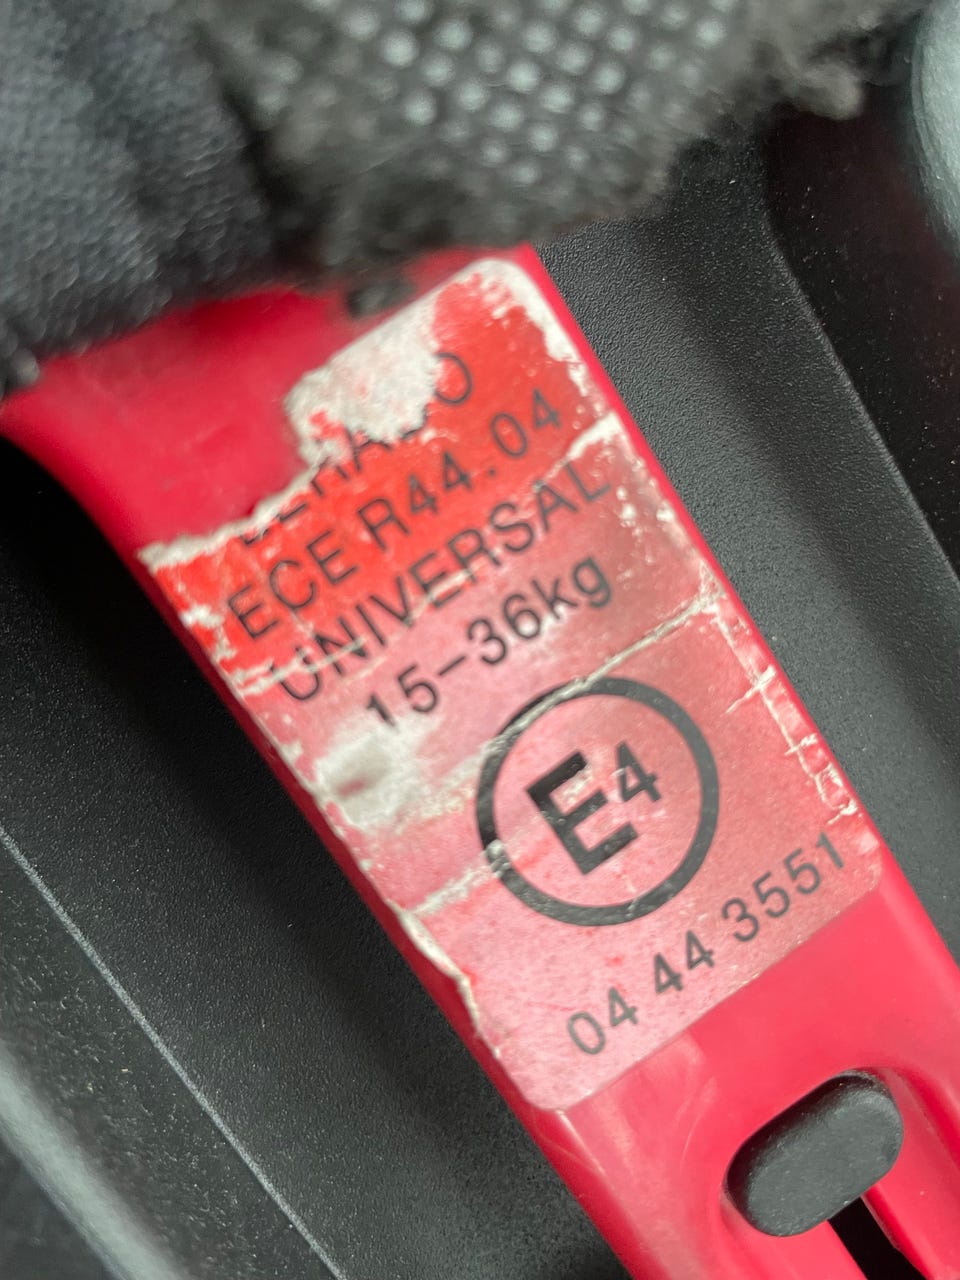 ECE R44.04
UNIVERSAL
15-36kg
E4
04 44 3551